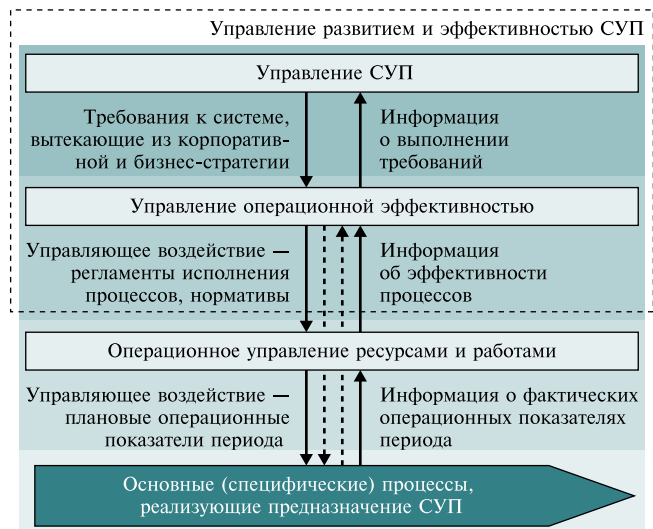 Управление развитием и эффективностью СУП
Управление СУП
Требования к системе,
вытекающие из корпоратив-
ной и бизнес-стратегии
Информация
о выполнении
требований
Управление операционной эффективностью
Управляющее воздействие —
регламенты исполнения
процессов, нормативы
Информация
об эффективности
процессов
Операционное управление ресурсами и работами
Управляющее воздействие —
плановые операционные
показатели периода
Информация о фактических
операционных показателях
периода
Основные (специфические) процессы,
реализующие предназначение СУП